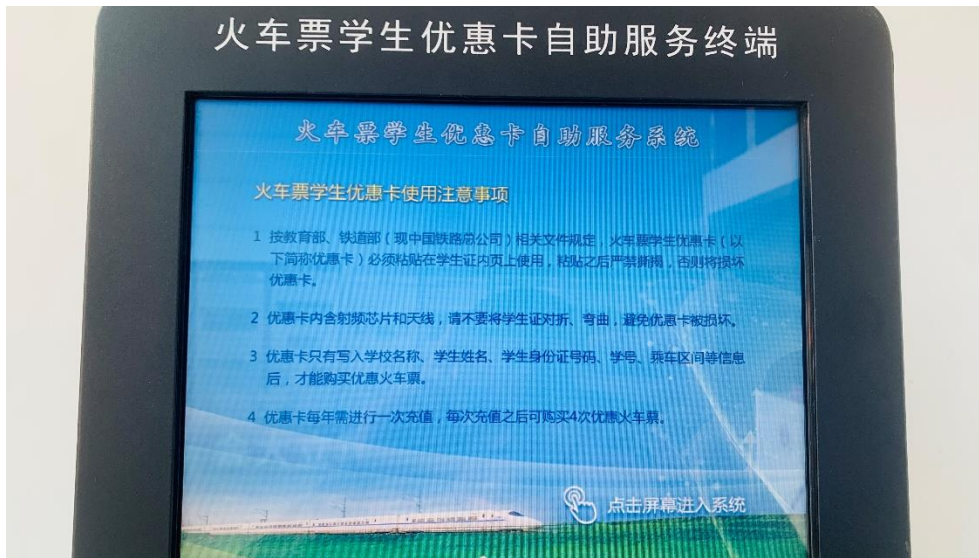 火车票学生优惠卡自助服务终端
火车票学生优惠卡自助服务系统
火车票学生优惠卡使用注意事项
1 按教育部、铁道部（现中国铁路总公司）相关文件规定，火车票学生优惠卡（以
下简称优惠卡）必须粘贴在学生证内页上使用，粘贴之后严禁撕揭，否则将损坏
优惠卡。
2 优惠卡内含射频芯片和天线，请不要将学生证对折、弯曲，避免优惠卡被损坏。
3 优惠卡只有写入学校名称、学生姓名、学生身份证号码、学号、乘车区间等信息
后，才能购买优惠火车票。
4 优惠卡每年需进行一次充值，每次充值之后可购买4次优惠火车票。
点击屏幕进入系统